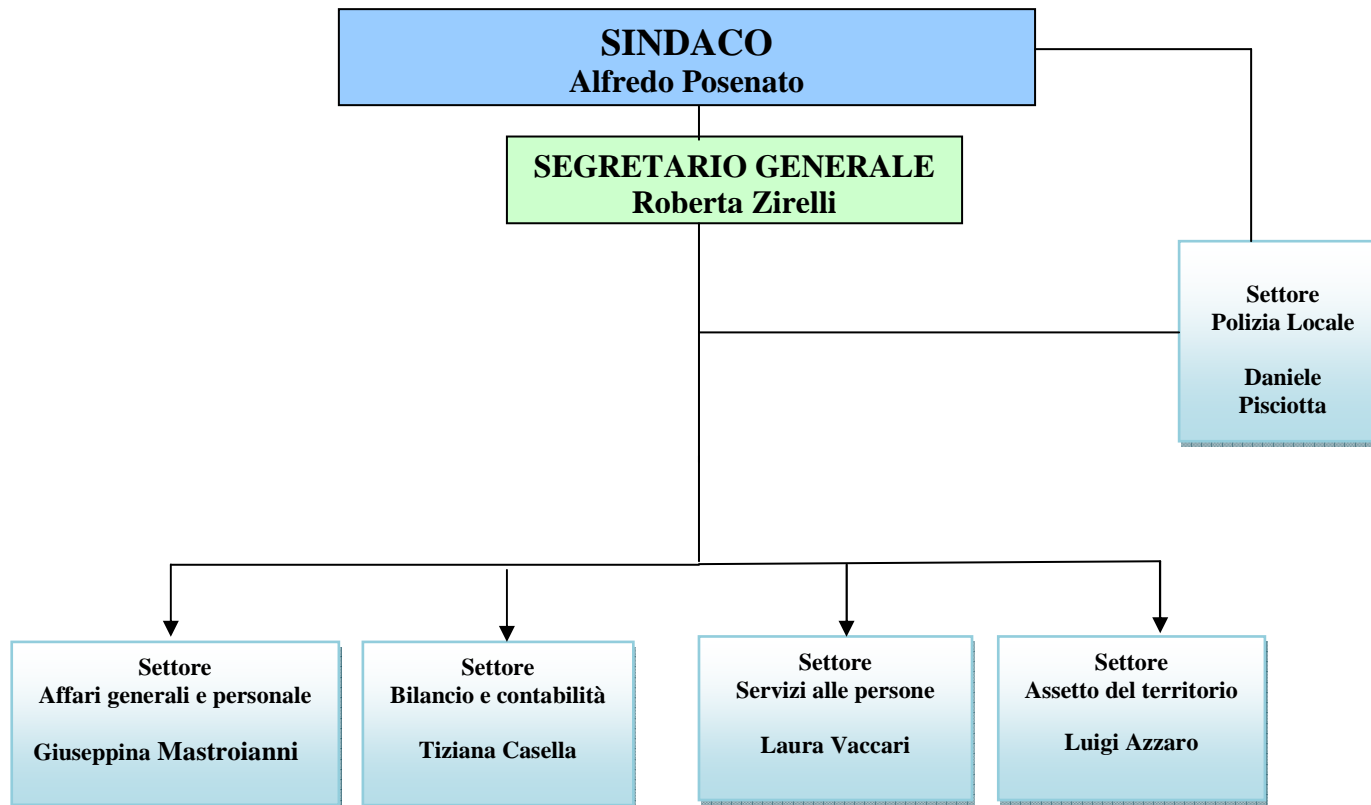 SINDACO
Alfredo Posenato
SEGRETARIO GENERALE
Roberta Zirelli
Settore
Polizia Locale
Daniele
Pisciotta
Settore
Affari generali e personale
Giuseppina Mastroianni
Settore
Bilancio e contabilità
Tiziana Casella
Settore
Servizi alle persone
Laura Vaccari
Settore
Assetto del territorio
Luigi Azzaro